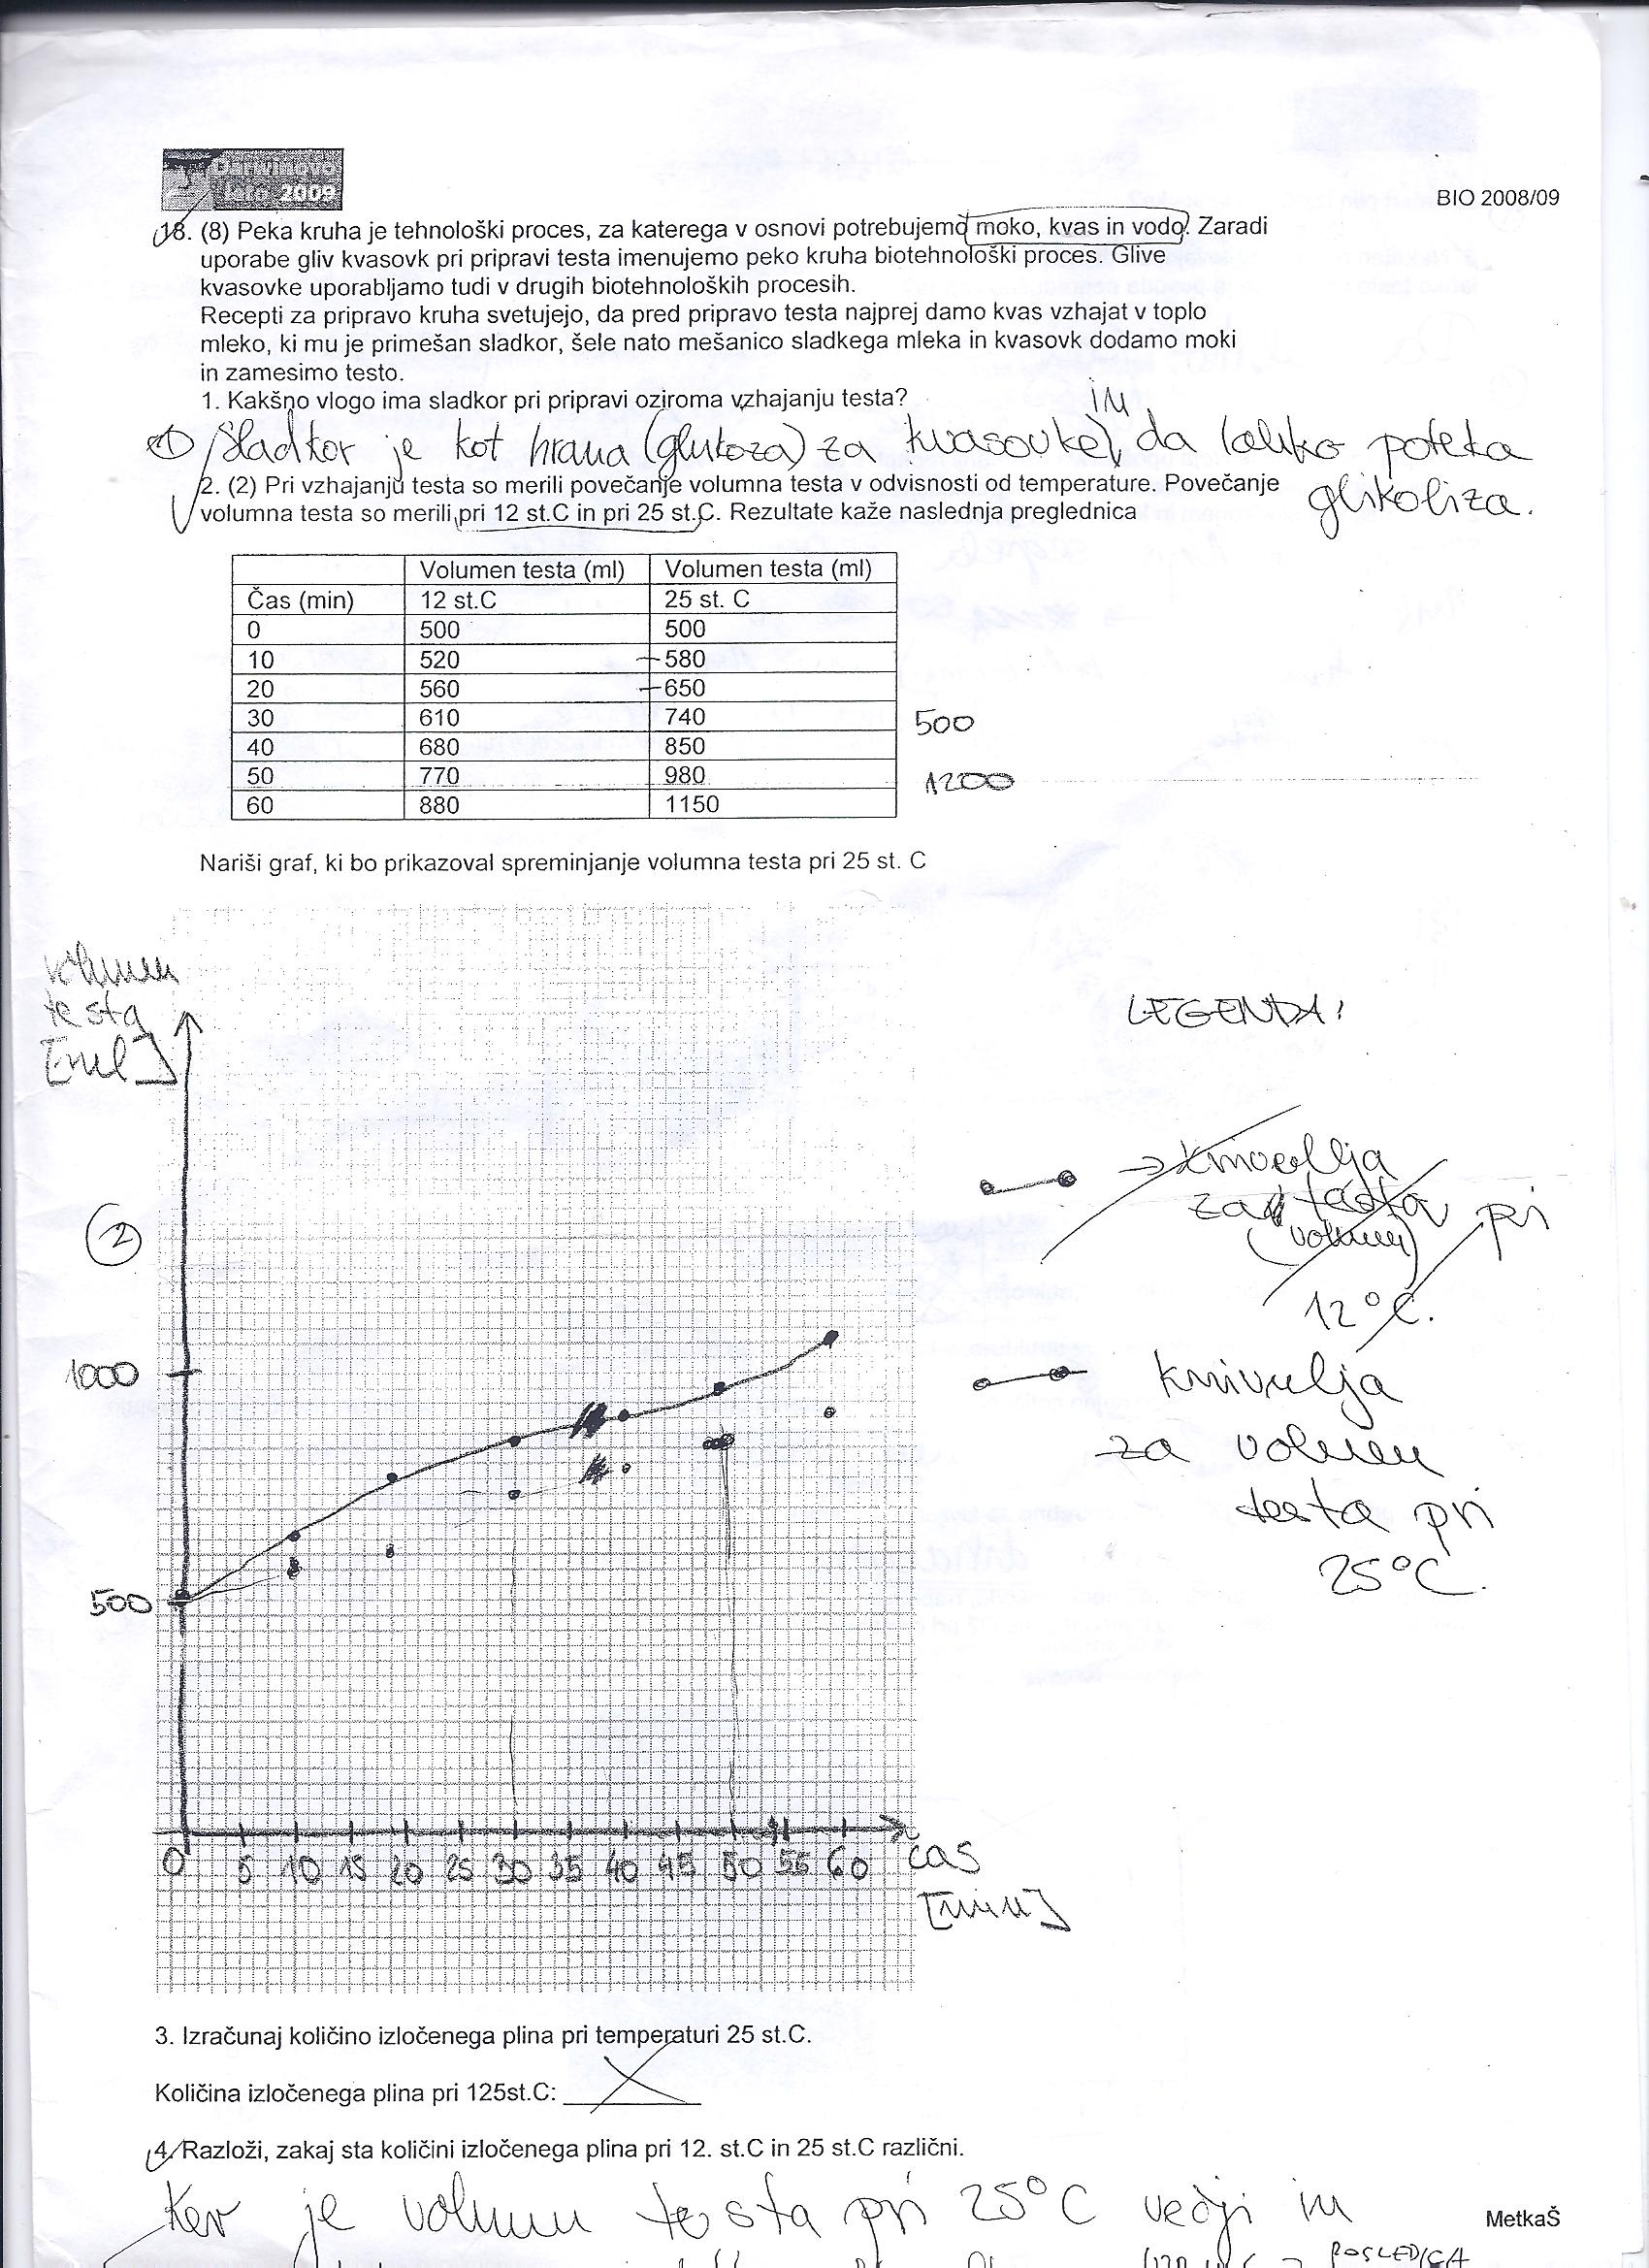 Darwinovo
leto 2009
BIO 2008/09
18. (8) Peka kruha je tehnološki proces, za katerega v osnovi potrebujemo moko, kvas in vodo. Zaradi
uporabe gliv kvasovk pri pripravi testa imenujemo peko kruha biotehnološki proces. Glive
kvasovke uporabljamo tudi v drugih biotehnoloških procesih.
Recepti za pripravo kruha svetujejo, da pred pripravo testa najprej damo kvas vzhajat v toplo
mleko, ki mu je primešan sladkor, šele nato mešanico sladkega mleka in kvasovk dodamo moki
in zamesimo testo.
1. Kakšno vlogo ima sladkor pri pripravi oziroma vzhajanju testa?
1 Sladkor je kot hrana (glukoza) za kvasovke, in da lahko poteka
glikoliza.
2. (2) Pri vzhajanju testa so merili povečanje volumna testa v odvisnosti od temperature. Povečanje
volumna testa so merili pri 12 st.C in pri 25 st.C. Rezultate kaže naslednja preglednica
Volumen testa (ml) Volumen testa (ml)
Čas (min) 12 st.C 25 st. C
0 500 500
10 520 580
20 560 650
30 610 740
40 680 850
50 770 980
60 880 1150
500
1200
Nariši graf, ki bo prikazoval spreminjanje volumna testa pri 25 st. C
volumen
testa
[ml]
LEGENDA:
→ krivulja
za testa pri
(volumen)
12°C.
2
1000
krivulja
za volumen
testa pri
25°C.
500
0 5 10 15 20 25 30 35 40 45 50 55 60 čas
[min]
3. Izračunaj količino izločenega plina pri temperaturi 25 st.C.
Količina izločenega plina pri 125st.C:
4. Razloži, zakaj sta količini izločenega plina pri 12. st.C in 25 st.C različni.
Ker je volumen testa pri 25°C večji in
MetkaŠ
POSLEDICA